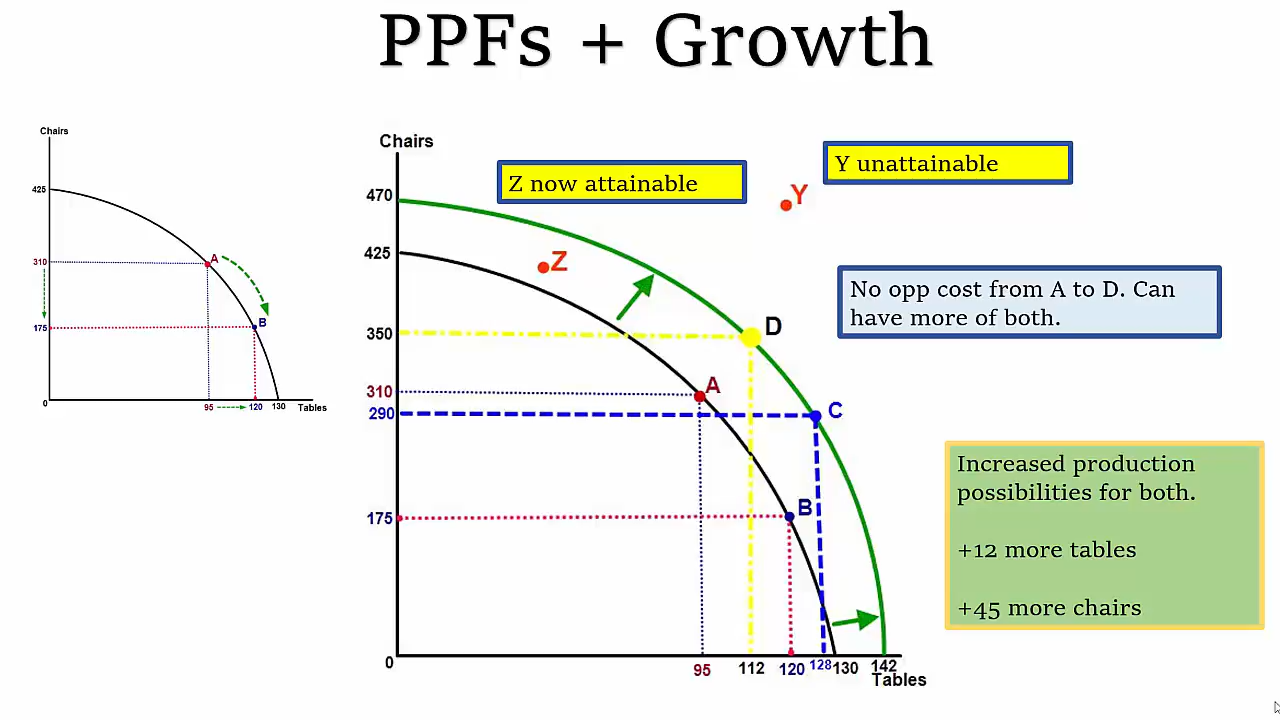 PPFs + Growth
Chairs
425
310
175
0
A
B
95
120
130
Tables
Chairs
470
425
350
310
290
175
0
Z now attainable
Y unattainable
Y
Z
D
A
C
B
95
112
120
128
130
142
Tables
No opp cost from A to D. Can
have more of both.
Increased production
possibilities for both.
+12 more tables
+45 more chairs